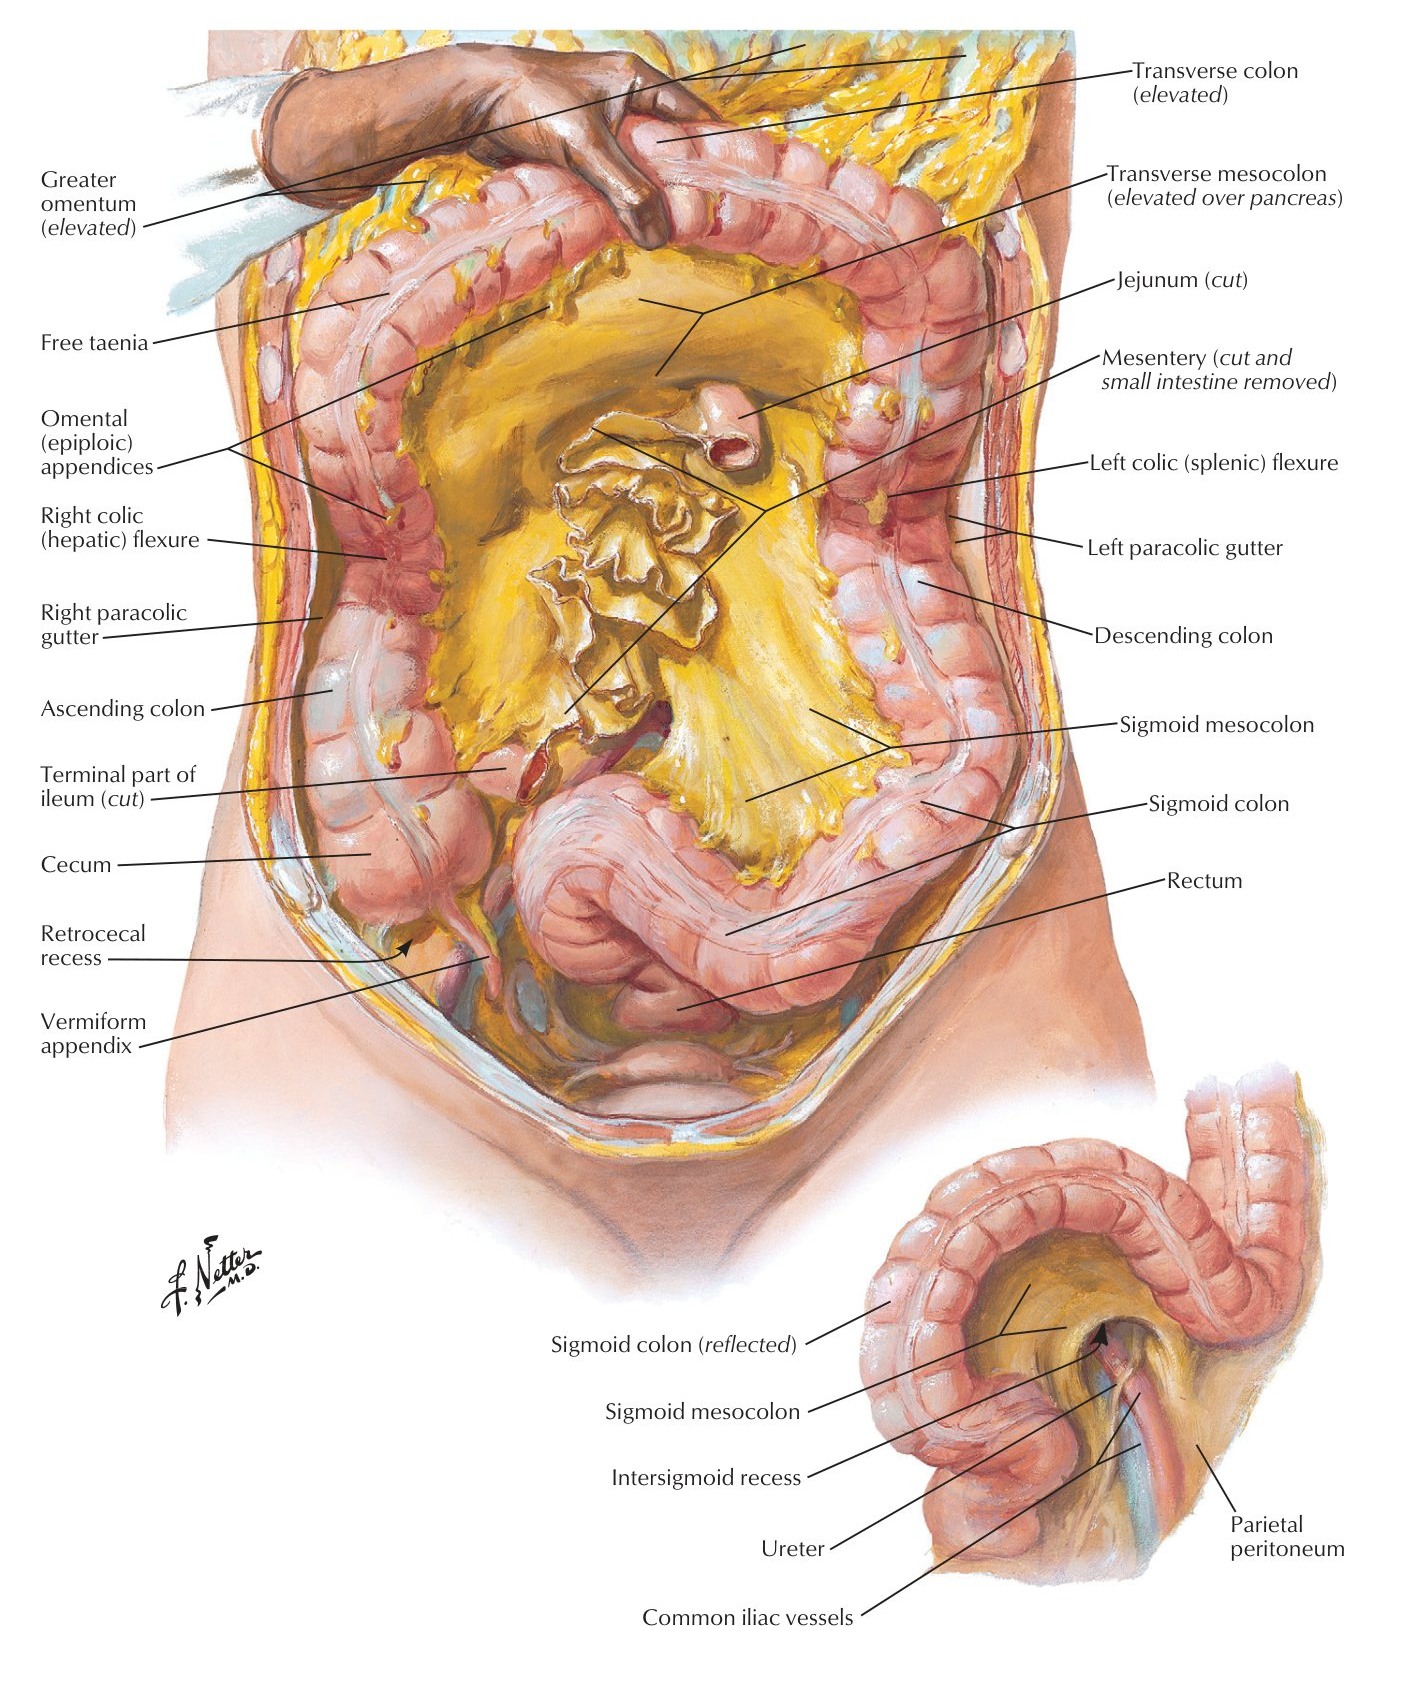 Transverse colon
(elevated)
Greater
omentum
(elevated)
Transverse mesocolon
(elevated over pancreas)
Jejunum (cut)
Free taenia
Mesentery (cut and
small intestine removed)
Omental
(epiploic)
appendices
Left colic (splenic) flexure
Right colic
(hepatic) flexure
Left paracolic gutter
Right paracolic
gutter
Descending colon
Ascending colon
Sigmoid mesocolon
Terminal part of
ileum (cut)
Sigmoid colon
Cecum
Rectum
Retrocecal
recess
Vermiform
appendix
F. Netter
M.D.
Sigmoid colon (reflected)
Sigmoid mesocolon
Intersigmoid recess
Parietal
peritoneum
Ureter
Common iliac vessels